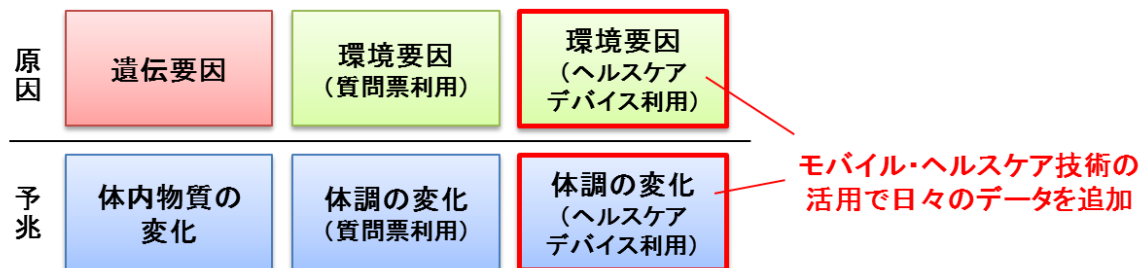 原因
遺伝要因
環境要因
（質問票利用）
環境要因
（ヘルスケア
デバイス利用）
予兆
体内物質の
変化
体調の変化
（質問票利用）
体調の変化
（ヘルスケア
デバイス利用）
モバイル・ヘルスケア技術の
活用で日々のデータを追加